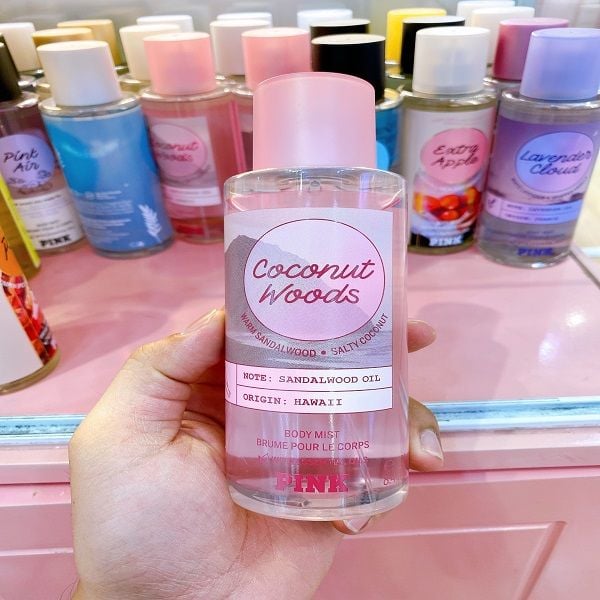 Coconut
Woods
WARM SANDALWOOD • SALTY COCONUT
NOTE: SANDALWOOD OIL
ORIGIN: HAWAII
BODY MIST
BRUME POUR LE CORPS
PINK
Pink
Air
PINK
Coconut
Woods
Extra
Apple
PINK
Lavender
Cloud
PINK